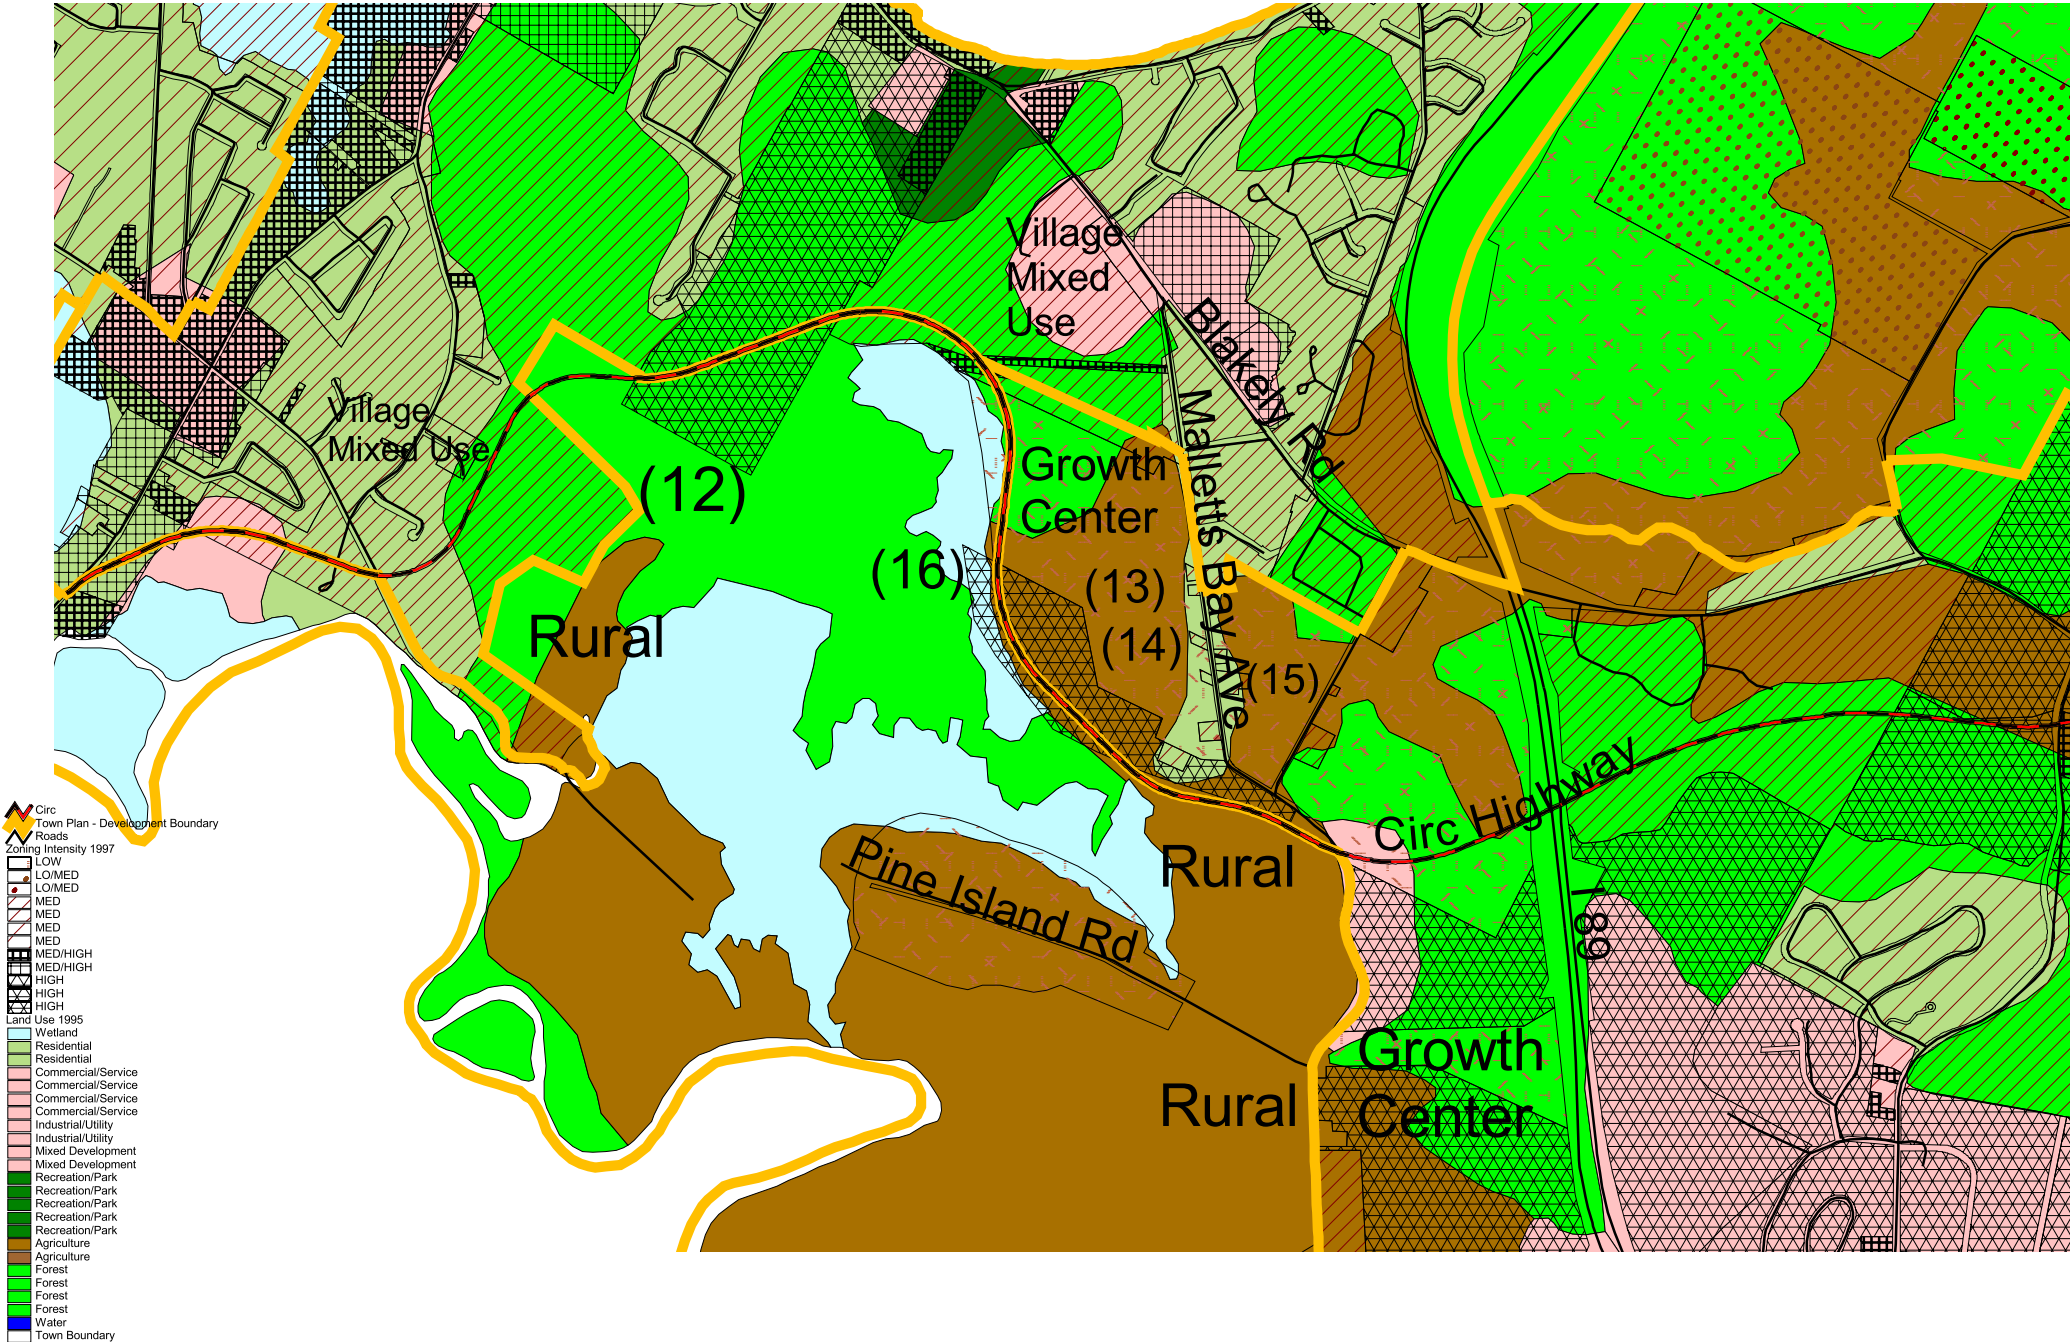 Village
Mixed
Use
Blakely Rd
Village
Mixed Use
Malletts Bay Ave
(12)
Growth
Center
(16)
(13)
Rural
(14)
(15)
Circ Highway
Pine Island Rd
Rural
I 89
Growth
Center
Rural
Circ
Town Plan - Development Boundary
Roads
Zoning Intensity 1997
LOW
LO/MED
LO/MED
MED
MED
MED
MED
MED/HIGH
MED/HIGH
HIGH
HIGH
HIGH
Land Use 1995
Wetland
Residential
Residential
Commercial/Service
Commercial/Service
Commercial/Service
Commercial/Service
Industrial/Utility
Industrial/Utility
Mixed Development
Mixed Development
Recreation/Park
Recreation/Park
Recreation/Park
Recreation/Park
Recreation/Park
Agriculture
Agriculture
Forest
Forest
Forest
Forest
Water
Town Boundary